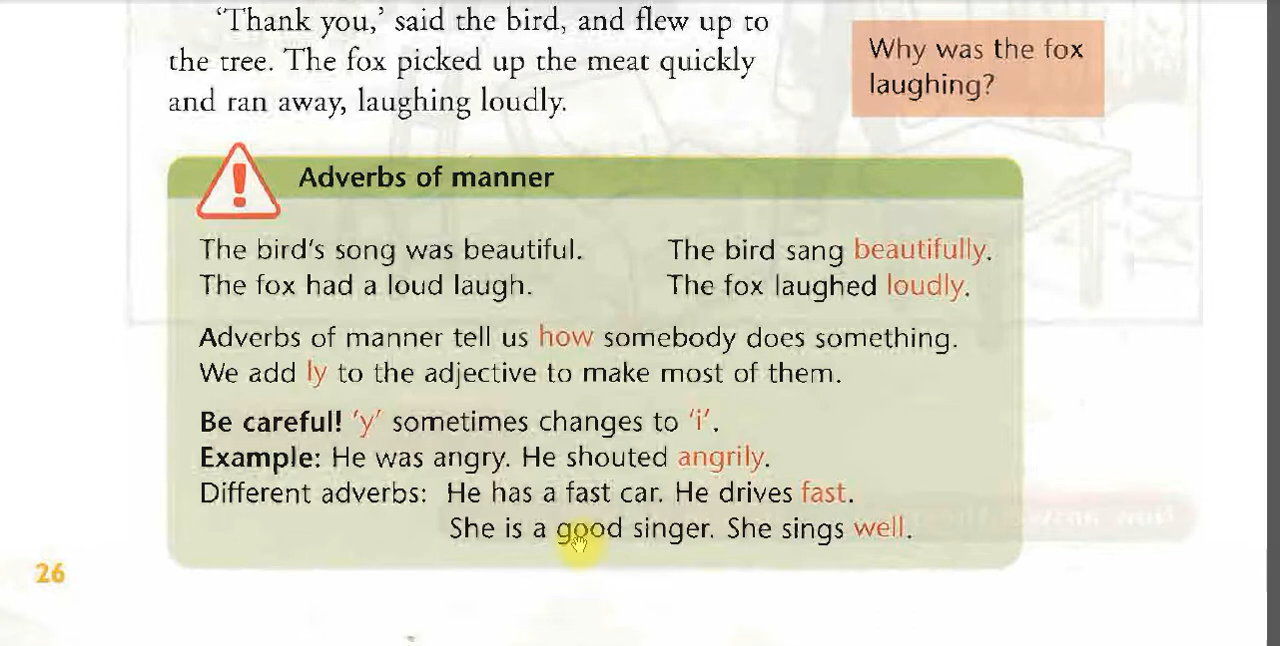 ‘Thank you,’ said the bird, and flew up to
the tree. The fox picked up the meat quickly
and ran away, laughing loudly.
Why was the fox
laughing?
Adverbs of manner
The bird's song was beautiful. The bird sang beautifully.
The fox had a loud laugh. The fox laughed loudly.
Adverbs of manner tell us how somebody does something.
We add ly to the adjective to make most of them.
Be careful! 'y' sometimes changes to 'i'.
Example: He was angry. He shouted angrily.
Different adverbs: He has a fast car. He drives fast.
She is a good singer. She sings well.
26